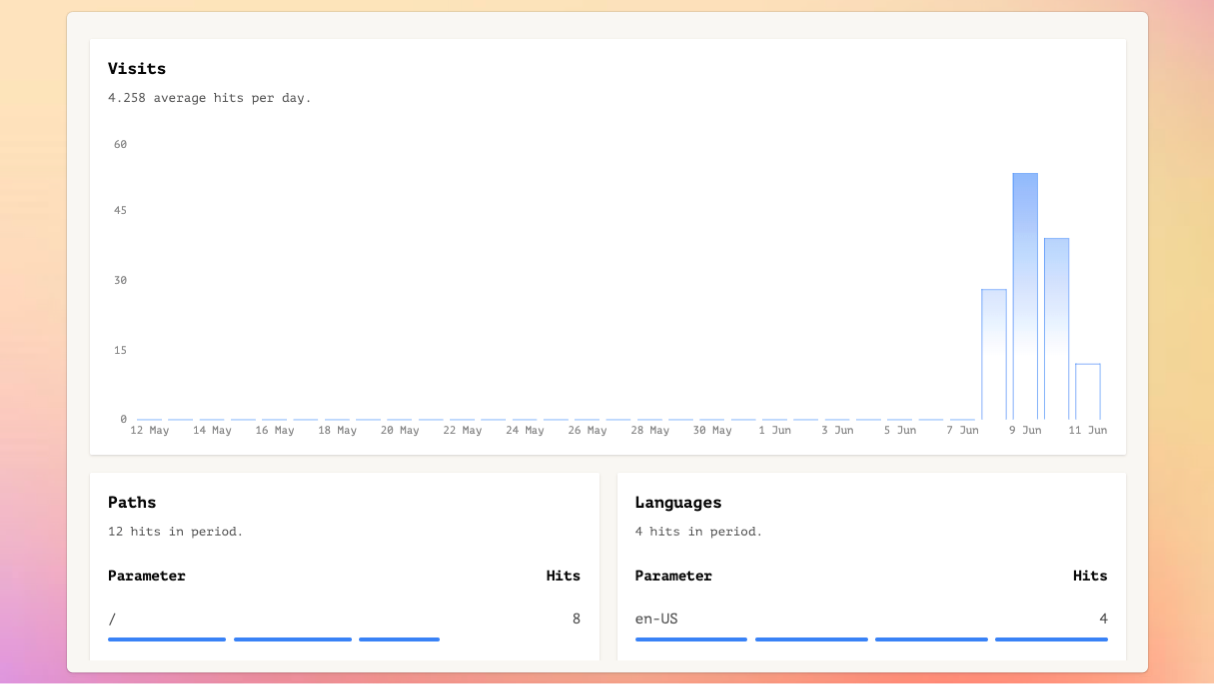 Visits
4.258 average hits per day.
60
45
30
15
0
12 May 14 May 16 May 18 May 20 May 22 May 24 May 26 May 28 May 30 May 1 Jun 3 Jun 5 Jun 7 Jun 9 Jun 11 Jun
Paths
12 hits in period.
Parameter Hits
/ 8
Languages
4 hits in period.
Parameter Hits
en-US 4